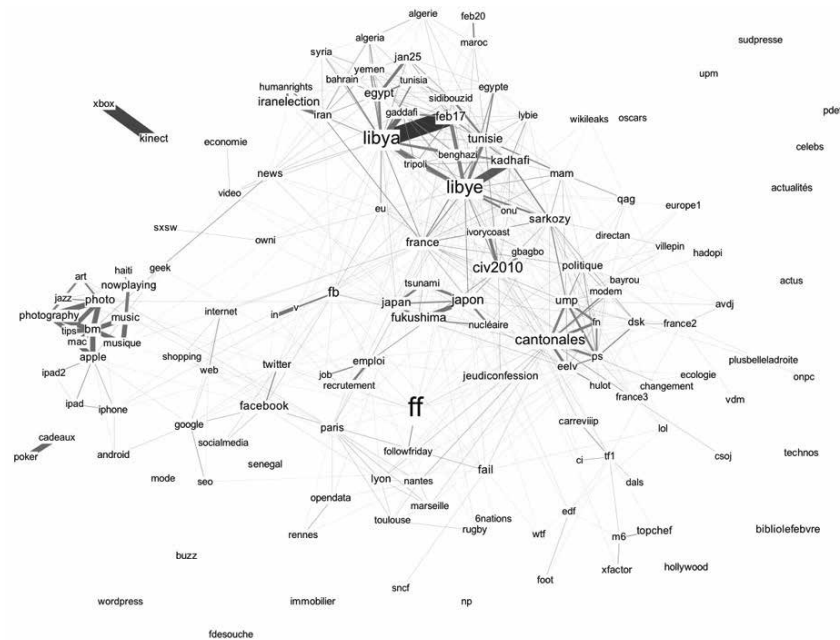 algerie
feb20
maroc
sudpresse
algeria
syria
jan25
upm
yemen
bahrain
tunisia
humanrights
egypt
egypte
iranelection
sidibouzid
xbox
iran
gaddafi
feb17
lybie
wikileaks
oscars
kinect
libya
tunisie
celebs
economie
benghazi
kadhafi
tripoli
news
mam
libye
actualités
video
qag
eu
onu
europe1
sarkozy
sxsw
ivorycoast
directan
owni
france
villepin
hadopi
gbagbo
geek
civ2010
politique
haiti
art
nowplaying
bayrou
actus
tsunami
fb
modem
jazz
photo
japan
japon
ump
avdj
v
internet
in
photography
music
fukushima
fn
dsk
france2
tips
bm
nucléaire
mac
musique
cantonales
apple
shopping
ps
plusbelleladroite
emploi
twitter
eelv
web
ipad2
job
jeudiconfession
ecologie
onpc
recrutement
hulot
changement
france3
vdm
ipad
iphone
facebook
ff
google
carreviiip
paris
lol
cadeaux
socialmedia
followfriday
android
tf1
csoj
poker
ci
technos
senegal
fail
mode
seo
lyon
nantes
dals
opendata
marseille
edf
toulouse
6nations
rugby
bibliolefebvre
rennes
wtf
m6
topchef
buzz
xfactor
hollywood
foot
sncf
wordpress
immobilier
np
fdesouche